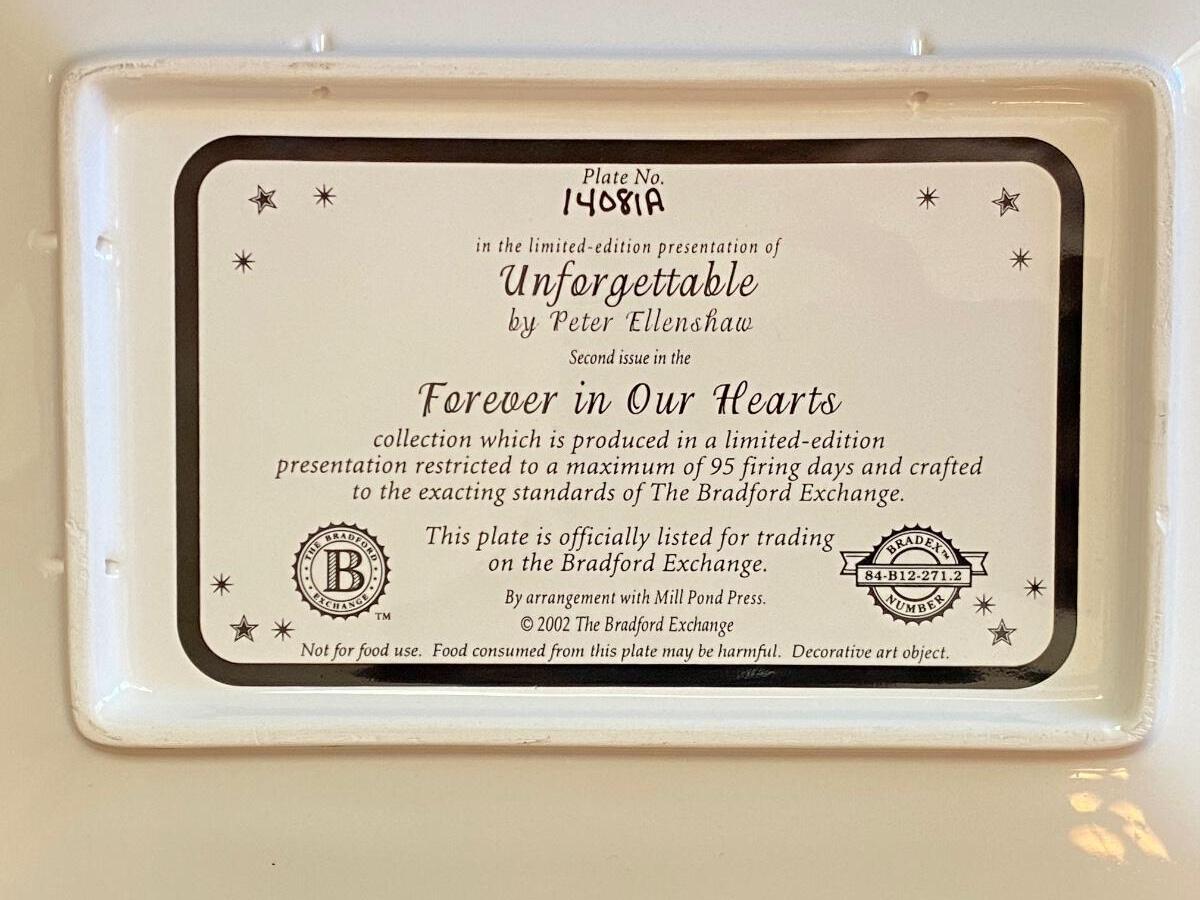 Plate No.
14081A
in the limited-edition presentation of
Unforgettable
by Peter Ellenshaw
Second issue in the
Forever in Our Hearts
collection which is produced in a limited-edition
presentation restricted to a maximum of 95 firing days and crafted
to the exacting standards of The Bradford Exchange.
This plate is officially listed for trading
on the Bradford Exchange.
By arrangement with Mill Pond Press.
© 2002 The Bradford Exchange
Not for food use. Food consumed from this plate may be harmful. Decorative art object.
THE BRADFORD
B
EXCHANGE
TM
BRADEX™
84-B12-271.2
NUMBER